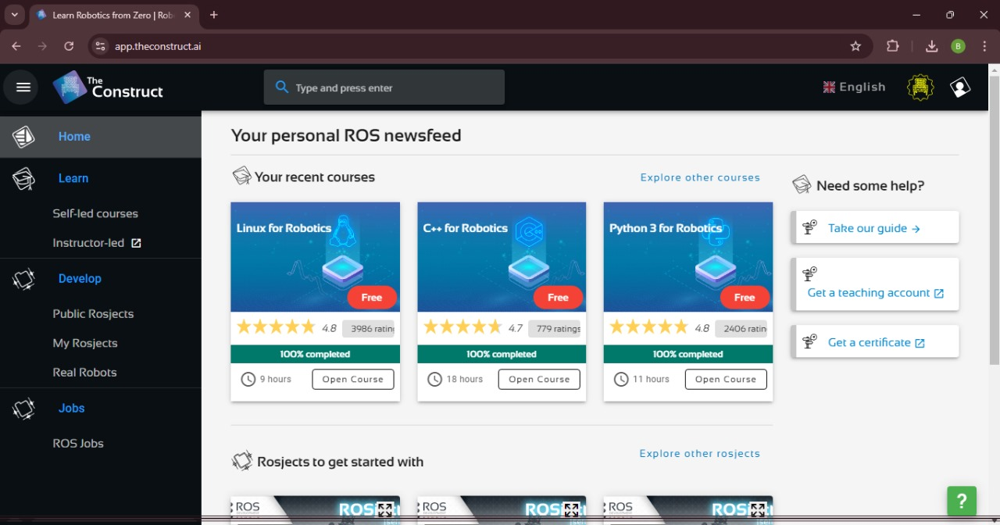 Learn Robotics from Zero | Rob
app.theconstruct.ai
B
The
Construct
Type and press enter
English
Home
Learn
Self-led courses
Instructor-led
Develop
Public Rosjects
My Rosjects
Real Robots
Jobs
ROS Jobs
Your personal ROS newsfeed
Your recent courses
Explore other courses
Linux for Robotics
Free
4.8 3986 ratin
100% completed
9 hours Open Course
C++ for Robotics
Free
4.7 779 ratings
100% completed
18 hours Open Course
Python 3 for Robotics
Free
4.8 2406 ratin
100% completed
11 hours Open Course
Need some help?
Take our guide →
Get a teaching account
Get a certificate
Rosjects to get started with
Explore other rosjects
ROS
ROS
ROS
ROS
ROS
ROS
?